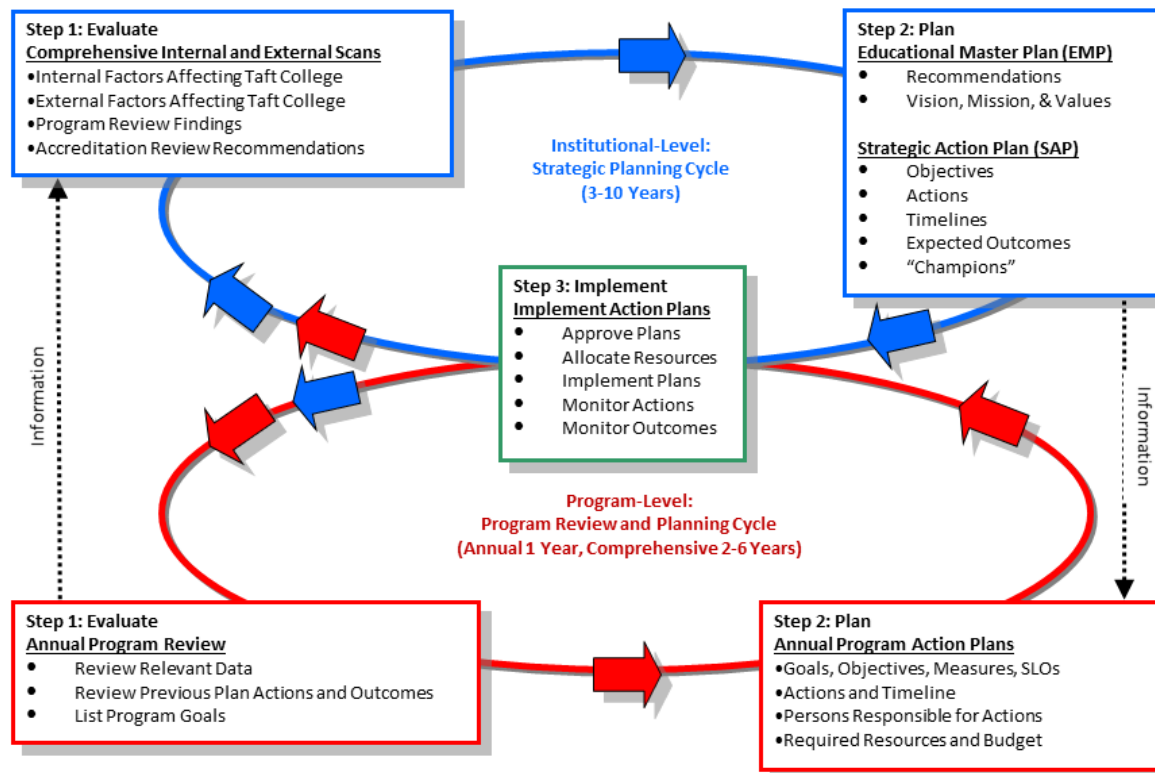 Step 1: Evaluate
Comprehensive Internal and External Scans
•Internal Factors Affecting Taft College
•External Factors Affecting Taft College
•Program Review Findings
•Accreditation Review Recommendations
Step 2: Plan
Educational Master Plan (EMP)
• Recommendations
• Vision, Mission, & Values
Strategic Action Plan (SAP)
• Objectives
• Actions
• Timelines
• Expected Outcomes
• “Champions”
Institutional-Level:
Strategic Planning Cycle
(3-10 Years)
Step 3: Implement
Implement Action Plans
• Approve Plans
• Allocate Resources
• Implement Plans
• Monitor Actions
• Monitor Outcomes
Information
Information
Program-Level:
Program Review and Planning Cycle
(Annual 1 Year, Comprehensive 2-6 Years)
Step 1: Evaluate
Annual Program Review
• Review Relevant Data
• Review Previous Plan Actions and Outcomes
• List Program Goals
Step 2: Plan
Annual Program Action Plans
•Goals, Objectives, Measures, SLOs
•Actions and Timeline
•Persons Responsible for Actions
•Required Resources and Budget